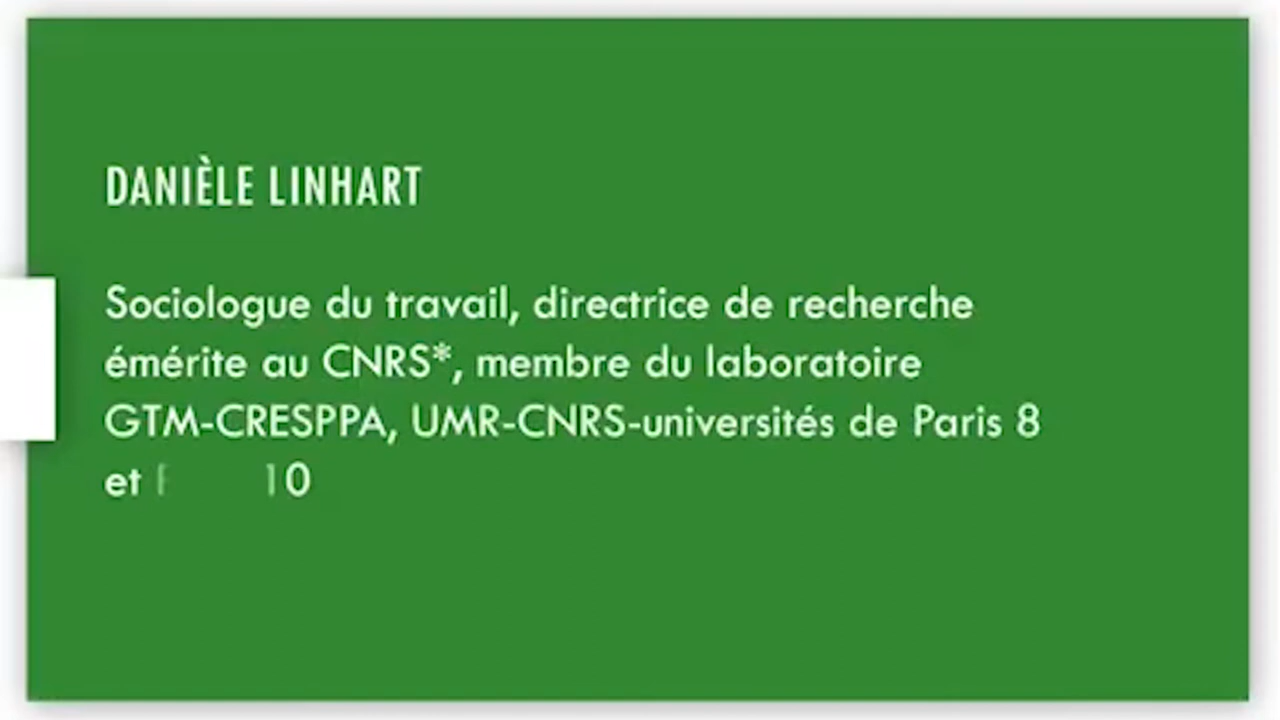 DANIÈLE LINHART
Sociologue du travail, directrice de recherche
émérite au CNRS*, membre du laboratoire
GTM-CRESPPA, UMR-CNRS-universités de Paris 8
et 10